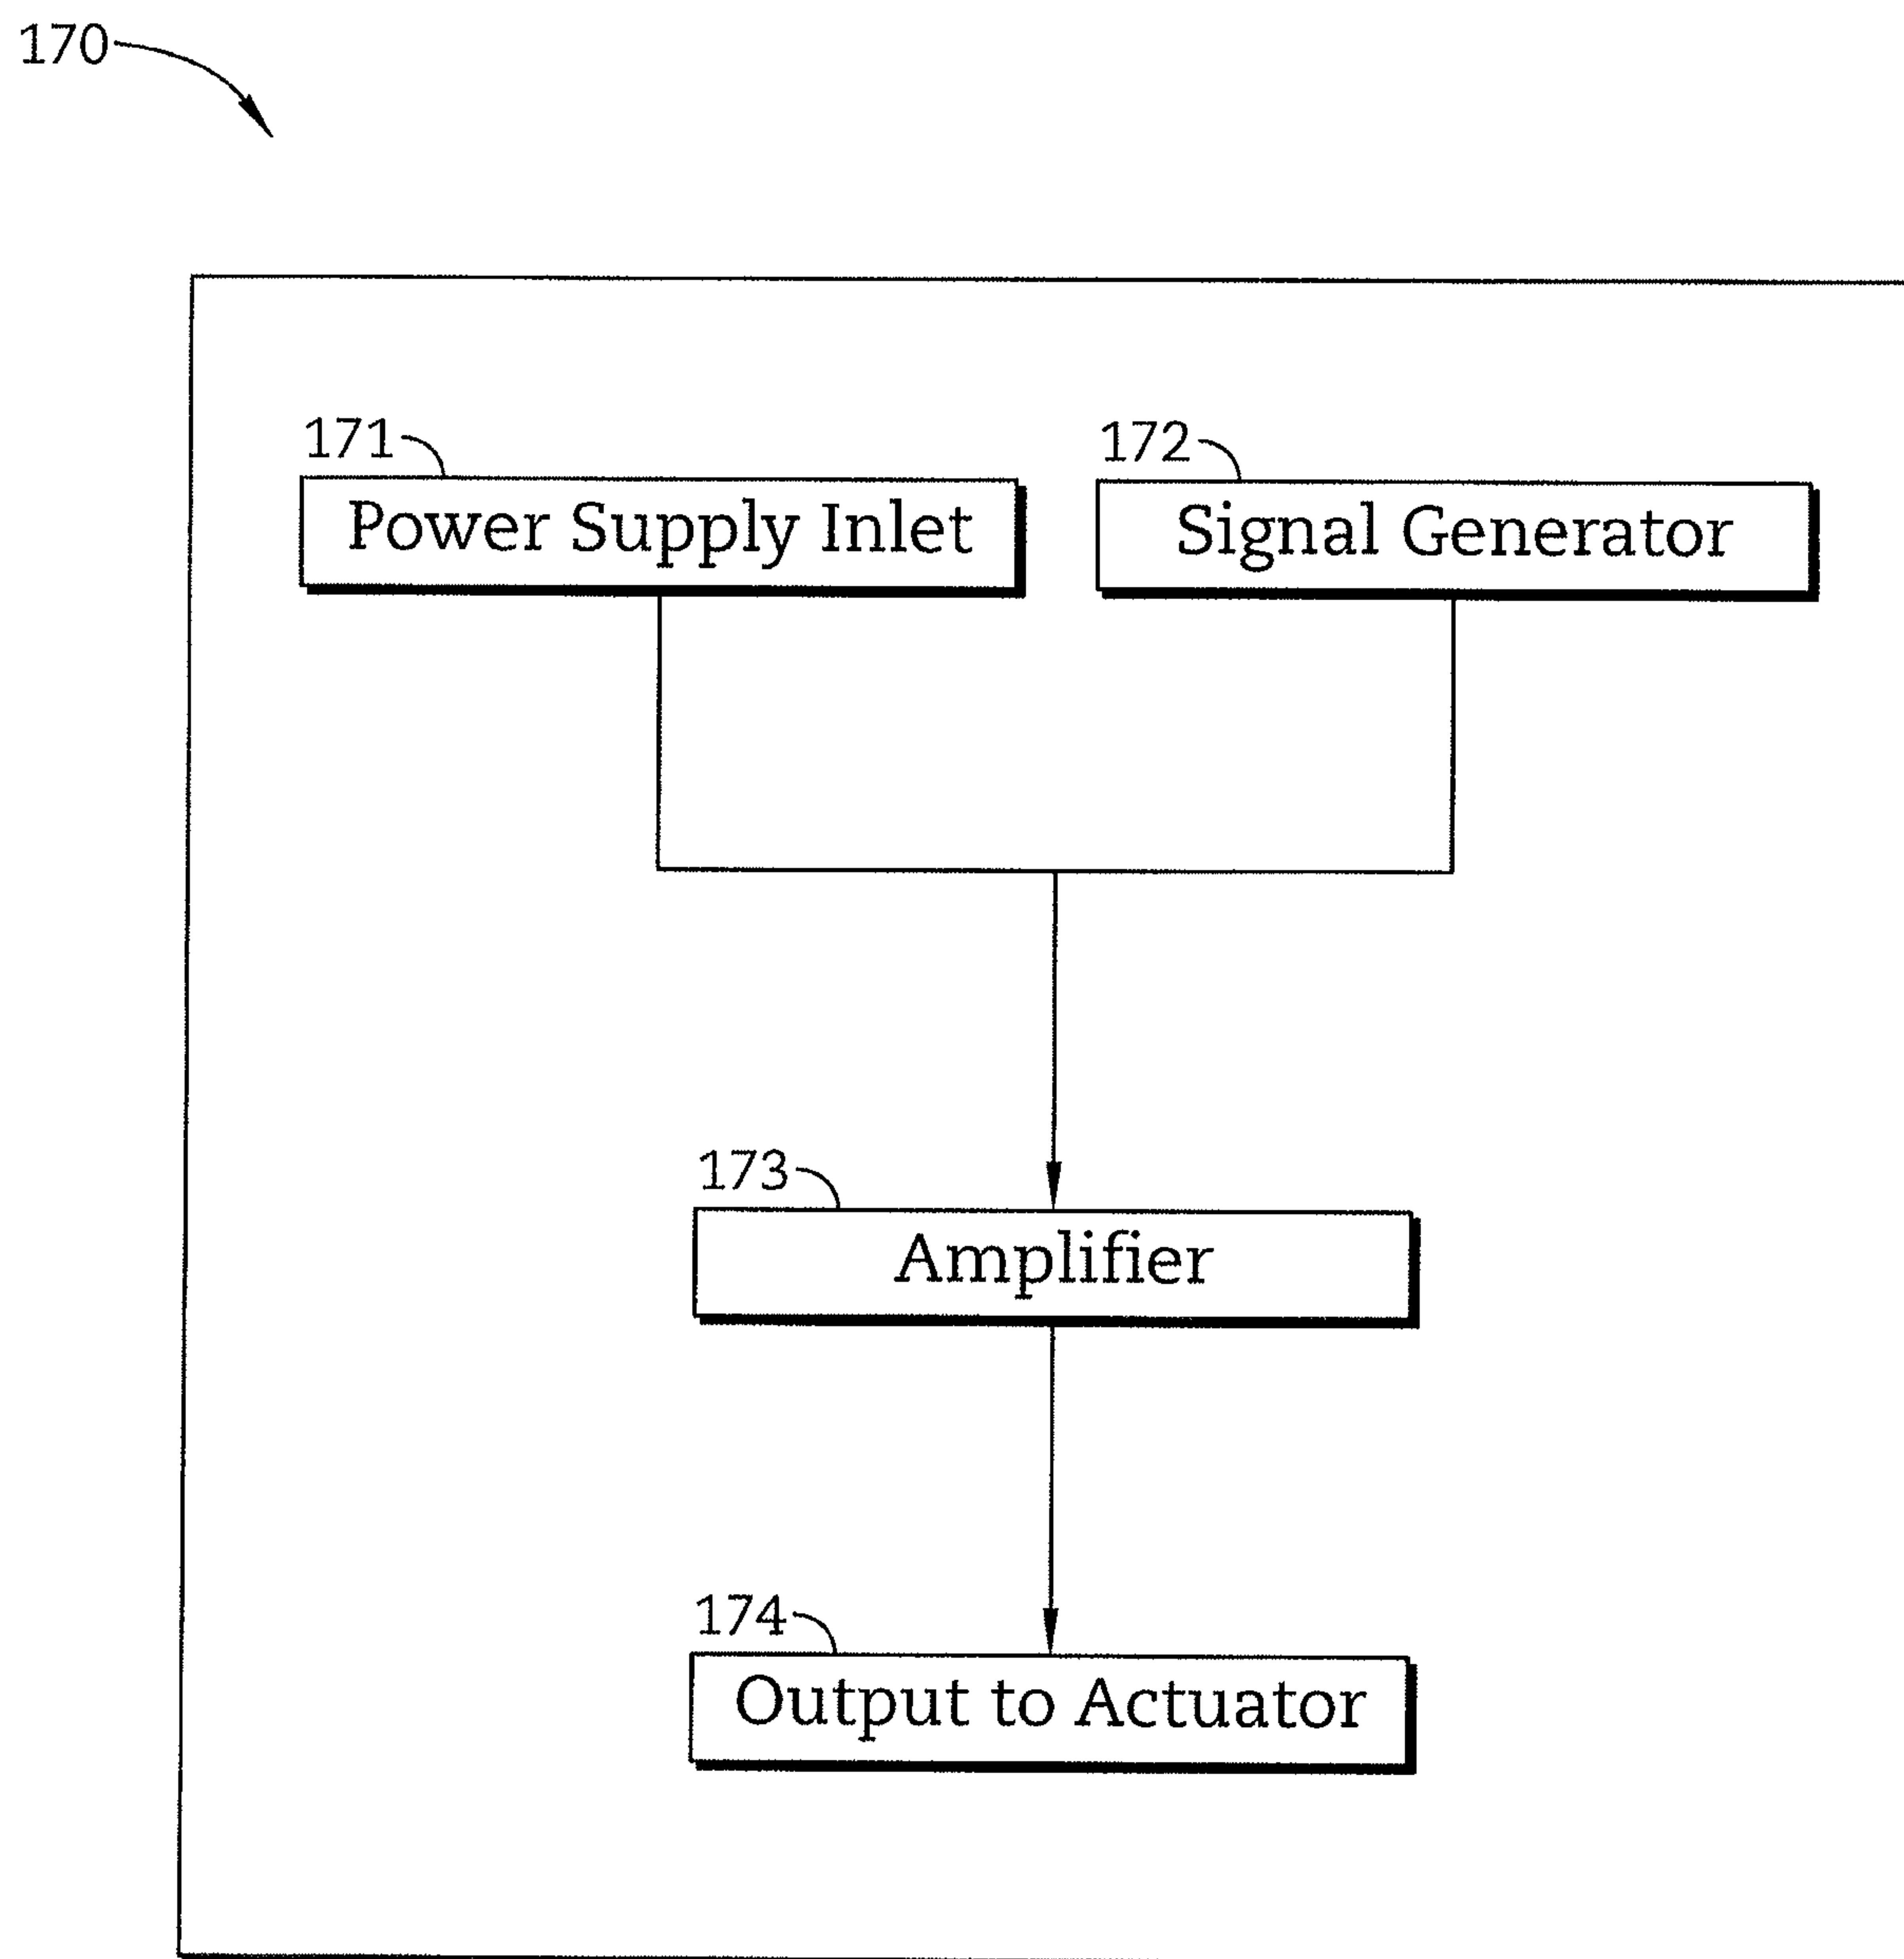 170
171
172
Power Supply Inlet
Signal Generator
173
Amplifier
174
Output to Actuator